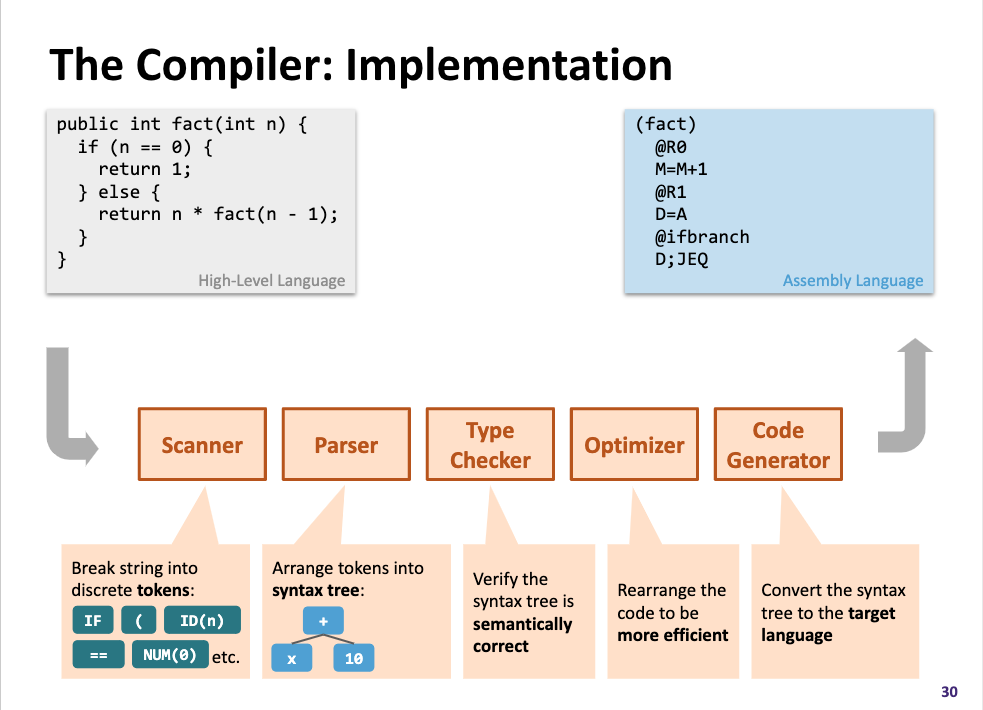 The Compiler: Implementation
public int fact(int n) {
if (n == 0) {
return 1;
} else {
return n * fact(n - 1);
}
}
High-Level Language
(fact)
@R0
M=M+1
@R1
D=A
@ifbranch
D;JEQ
Assembly Language
Scanner
Parser
Type
Checker
Optimizer
Code
Generator
Break string into
discrete tokens:
IF ( ID(n)
== NUM(0) etc.
Arrange tokens into
syntax tree:
+
x 10
Verify the
syntax tree is
semantically
correct
Rearrange the
code to be
more efficient
Convert the syntax
tree to the target
language
30